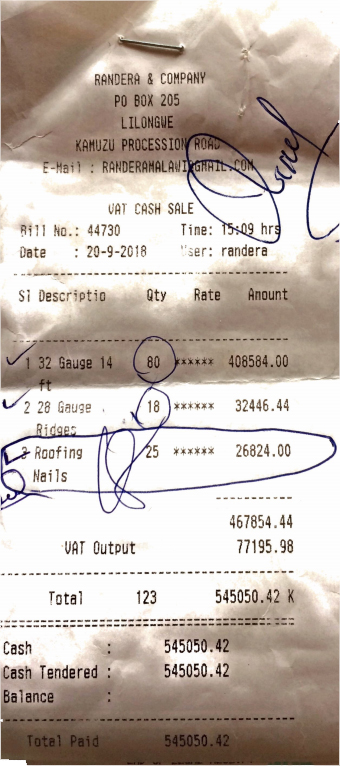 RANDERA & COMPANY
PO BOX 205
LILONGWE
KAMUZU PROCESSION ROAD
E-Mail : RANDERAMALAWI@GMAIL.COM
VAT CASH SALE
Bill No.: 44730 Time: 15:09 hrs
Date : 20-9-2018 User: randera
Sl Descriptio Qty Rate Amount
1 32 Gauge 14 80 ****** 408584.00
ft
2 28 Gauge 18 ****** 32446.44
Ridges
3 Roofing 25 ****** 26824.00
Nails
467854.44
VAT Output 77195.98
Total 123 545050.42 K
Cash : 545050.42
Cash Tendered : 545050.42
Balance :
Total Paid 545050.42